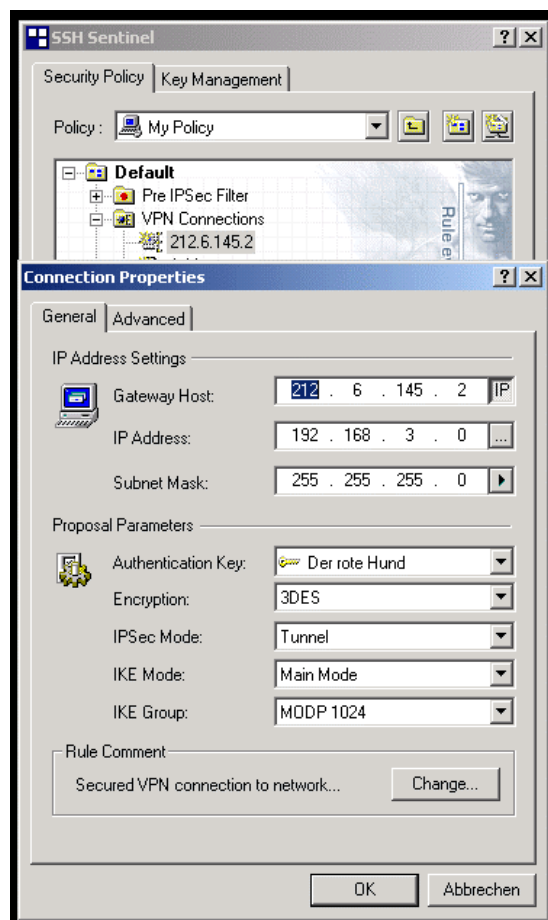 SSH Sentinel
Security Policy Key Management
Policy : My Policy
Default
Pre IPSec Filter
VPN Connections
212.6.145.2
Rule e
Connection Properties
General Advanced
IP Address Settings
Gateway Host: 212 . 6 . 145 . 2 IP
IP Address: 192 . 168 . 3 . 0 ...
Subnet Mask: 255 . 255 . 255 . 0
Proposal Parameters
Authentication Key: Der rote Hund
Encryption: 3DES
IPSec Mode: Tunnel
IKE Mode: Main Mode
IKE Group: MODP 1024
Rule Comment
Secured VPN connection to network... Change...
OK Abbrechen